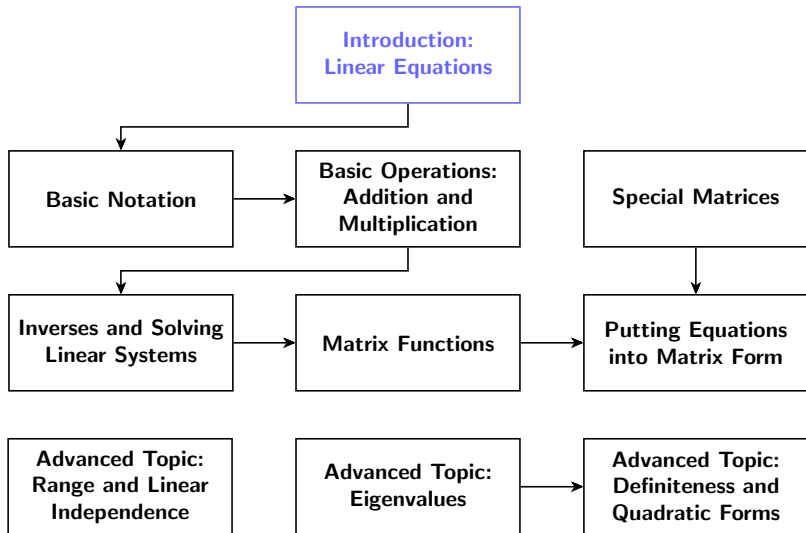 Introduction:
Linear Equations
Basic Notation
Basic Operations:
Addition and
Multiplication
Special Matrices
Inverses and Solving
Linear Systems
Matrix Functions
Putting Equations
into Matrix Form
Advanced Topic:
Range and Linear
Independence
Advanced Topic:
Eigenvalues
Advanced Topic:
Definiteness and
Quadratic Forms